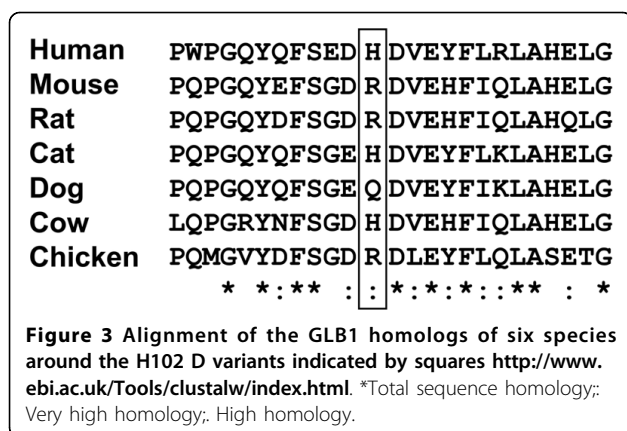 Human PWPGQYQFSED H DVEYFLRLAHELG
Mouse PQPGQYEFSGD R DVEHFIQLAHELG
Rat PQPGQYDFSGD R DVEHFIQLAHQLG
Cat PQPGQYQFSGE H DVEYFLKLAHELG
Dog PQPGQYQFSGE Q DVEYFIKLAHELG
Cow LQPGRYNFSGD H DVEHFIQLAHELG
Chicken PQMGVYDFSGD R DLEYFLQLASETG
* *:** : : *:*:*::** : *
Figure 3 Alignment of the GLB1 homologs of six species
around the H102 D variants indicated by squares http://www.
ebi.ac.uk/Tools/clustalw/index.html. *Total sequence homology;:
Very high homology;. High homology.